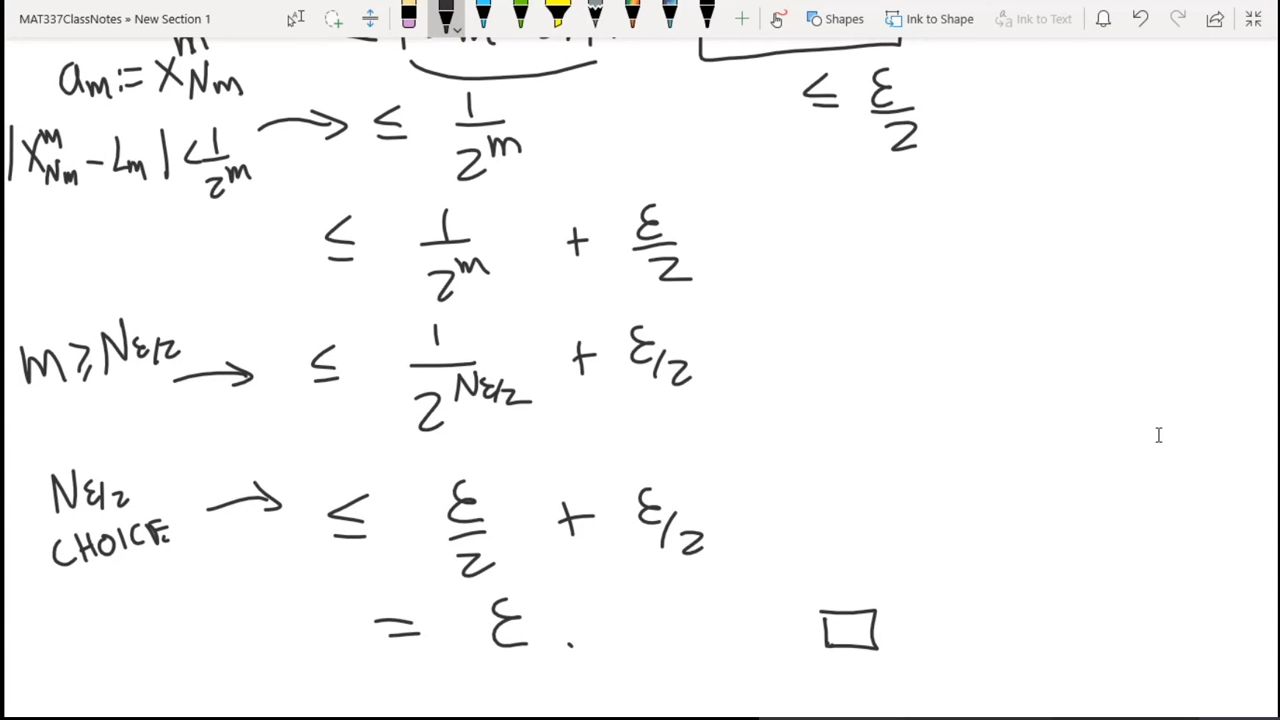 MAT337ClassNotes » New Section 1
Shapes Ink to Shape Ink to Text
a_m := x^m_{N_m}
≤ ε/2
|x^m_{N_m} - L_m| < 1/2^m → ≤ 1/2^m
≤ 1/2^m + ε/2
m ≥ N_{ε/2} → ≤ 1/2^{N_{ε/2}} + ε/2
N_{ε/2} CHOICE → ≤ ε/2 + ε/2
= ε . □